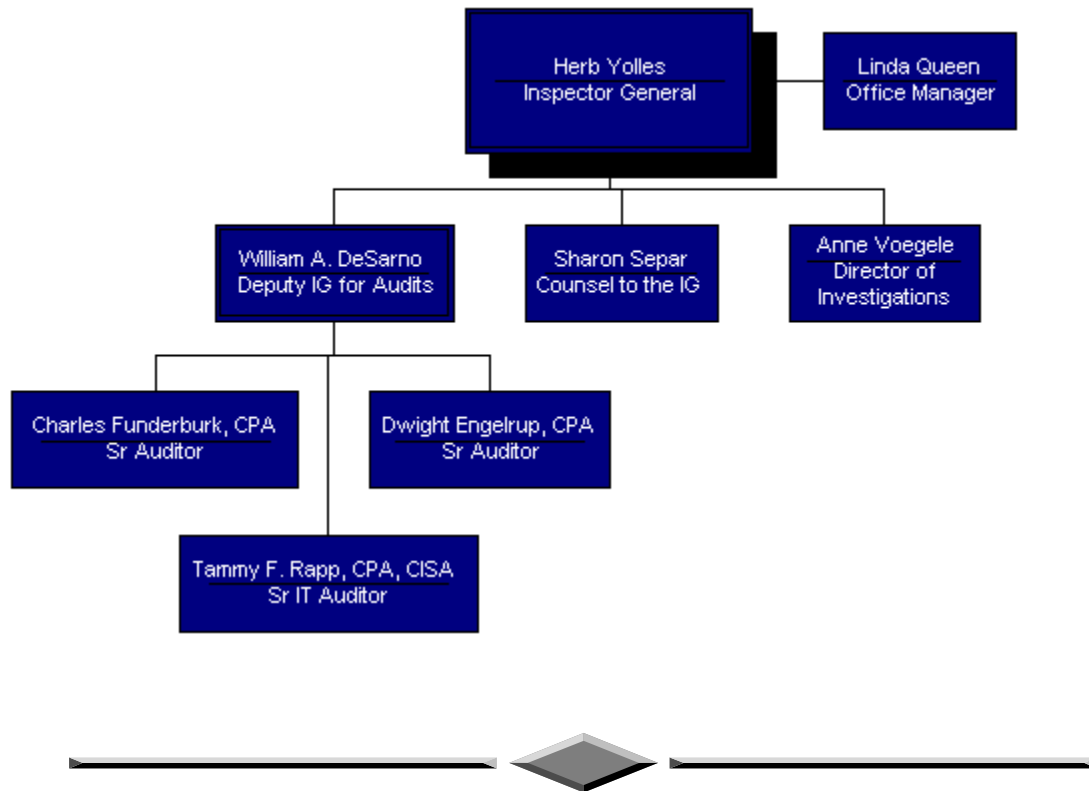 Herb Yolles
Inspector General
Linda Queen
Office Manager
William A. DeSarno
Deputy IG for Audits
Sharon Separ
Counsel to the IG
Anne Voegele
Director of
Investigations
Charles Funderburk, CPA
Sr Auditor
Dwight Engelrup, CPA
Sr Auditor
Tammy F. Rapp, CPA, CISA
Sr IT Auditor